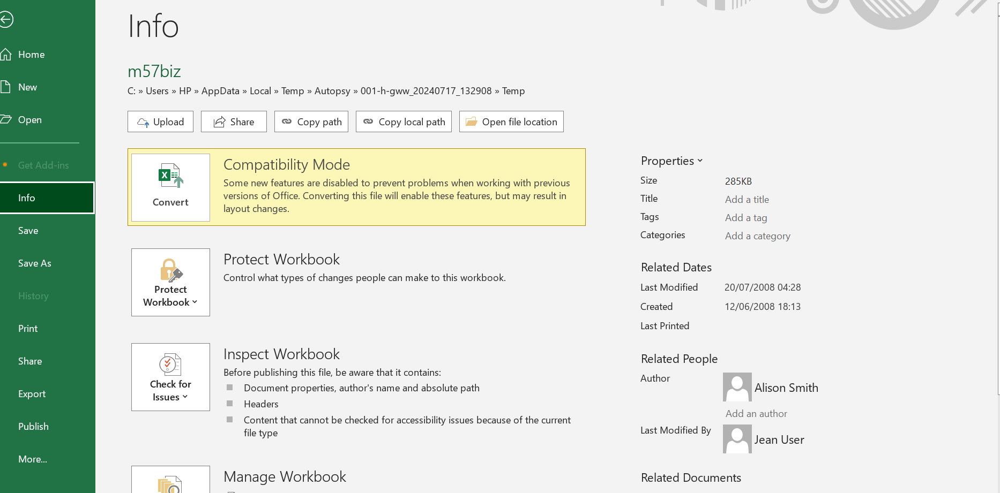 Info
Home
New
Open
Get Add-ins
Info
Save
Save As
History
Print
Share
Export
Publish
More...
m57biz
C: » Users » HP » AppData » Local » Temp » Autopsy » 001-h-gww_20240717_132908 » Temp
Upload
Share
Copy path
Copy local path
Open file location
Convert
Compatibility Mode
Some new features are disabled to prevent problems when working with previous
versions of Office. Converting this file will enable these features, but may result in
layout changes.
Protect
Workbook
Protect Workbook
Control what types of changes people can make to this workbook.
Check for
Issues
Inspect Workbook
Before publishing this file, be aware that it contains:
Document properties, author's name and absolute path
Headers
Content that cannot be checked for accessibility issues because of the current
file type
Manage Workbook
Properties
Size 285KB
Title Add a title
Tags Add a tag
Categories Add a category
Related Dates
Last Modified 20/07/2008 04:28
Created 12/06/2008 18:13
Last Printed
Related People
Author Alison Smith
Add an author
Last Modified By Jean User
Related Documents